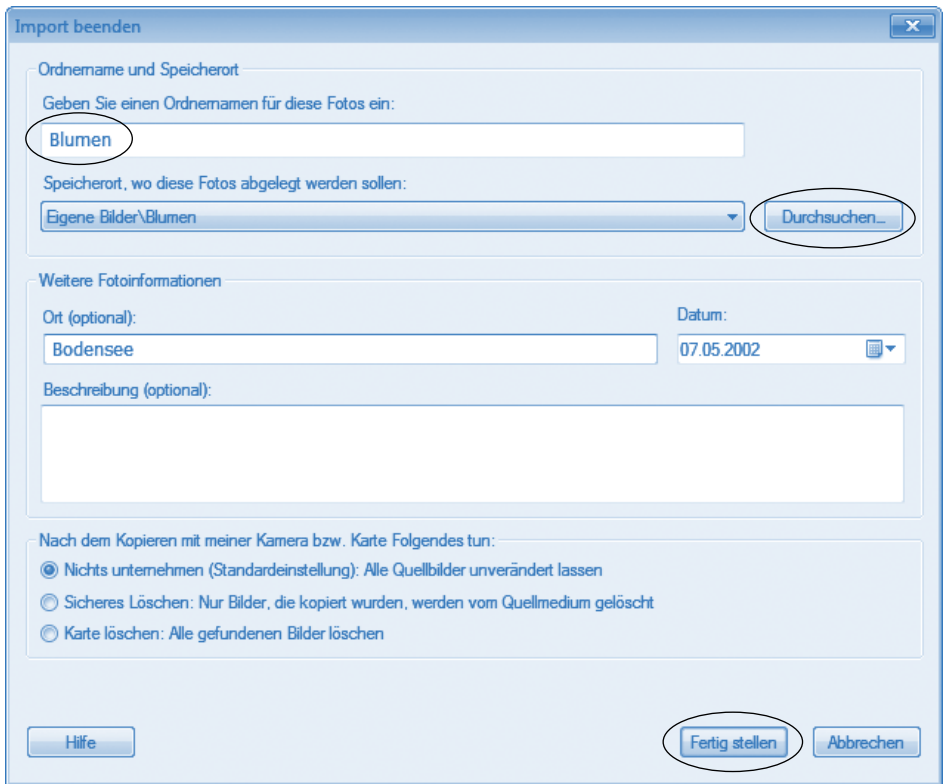 Import beenden
Ordnername und Speicherort
Geben Sie einen Ordnernamen für diese Fotos ein:
Blumen
Speicherort, wo diese Fotos abgelegt werden sollen:
Eigene Bilder\Blumen
Durchsuchen...
Weitere Fotoinformationen
Ort (optional):
Datum:
Bodensee
07.05.2002
Beschreibung (optional):
Nach dem Kopieren mit meiner Kamera bzw. Karte Folgendes tun:
Nichts unternehmen (Standardeinstellung): Alle Quellbilder unverändert lassen
Sicheres Löschen: Nur Bilder, die kopiert wurden, werden vom Quellmedium gelöscht
Karte löschen: Alle gefundenen Bilder löschen
Hilfe
Fertig stellen
Abbrechen